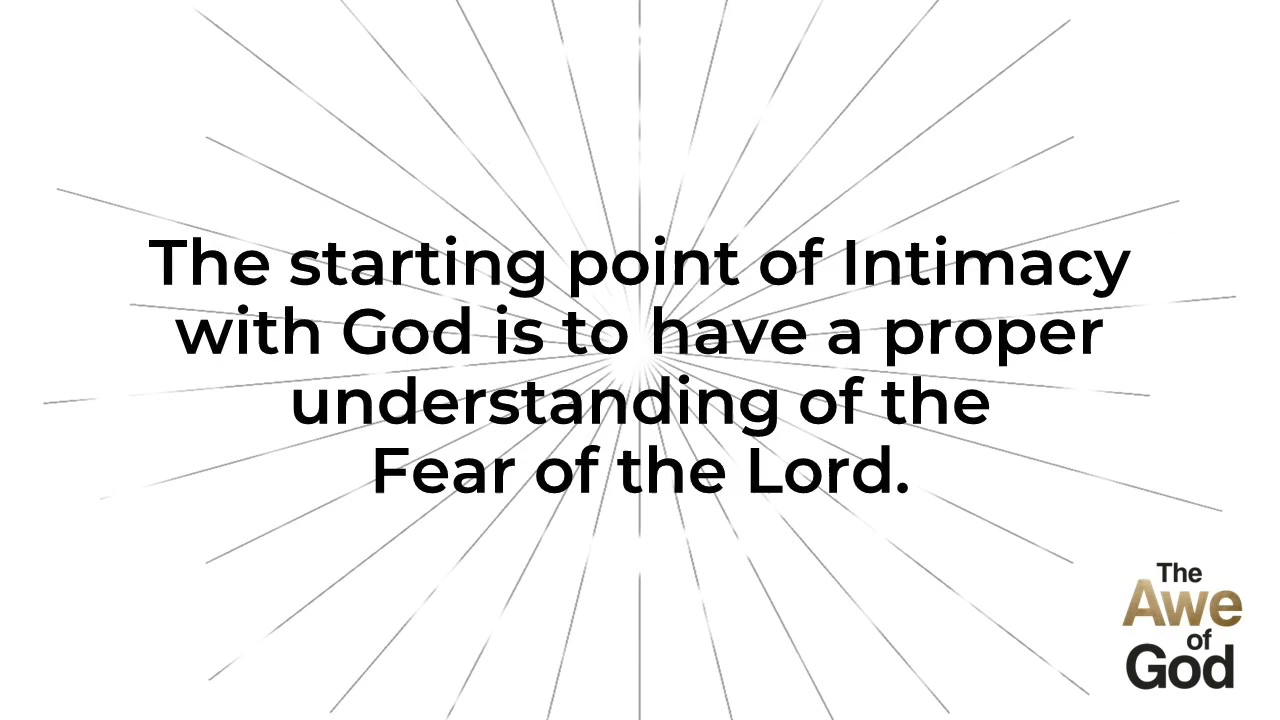 The starting point of Intimacy
with God is to have a proper
understanding of the
Fear of the Lord.
The
Awe
of
God